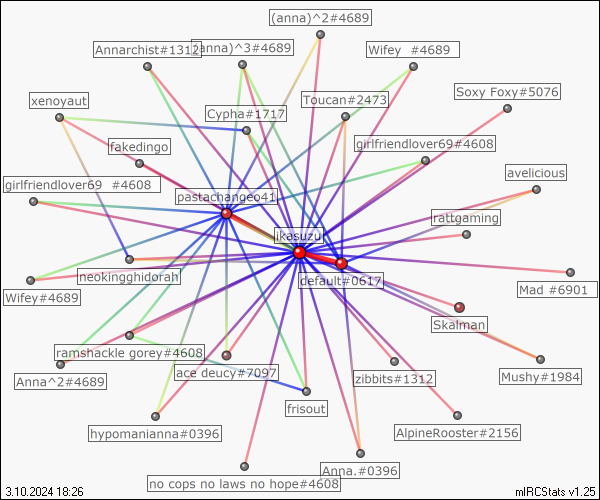 (anna)^2#4689
Annarchist#1312
(anna)^3#4689
Wifey #4689
Soxy Foxy#5076
xenoyaut
Toucan#2473
Cypha#1717
fakedingo
girlfriendlover69#4608
avelicious
girlfriendlover69 #4608
pastachangeo41
rattgaming
ikasuzu
neokingghidorah
default#0617
Mad #6901
Wifey#4689
Skalman
ramshackle gorey#4608
ace deucy#7097
zibbits#1312
Mushy#1984
Anna^2#4689
frisout
hypomanianna#0396
AlpineRooster#2156
Anna.#0396
no cops no laws no hope#4608
3.10.2024 18:26
mIRCStats v1.25